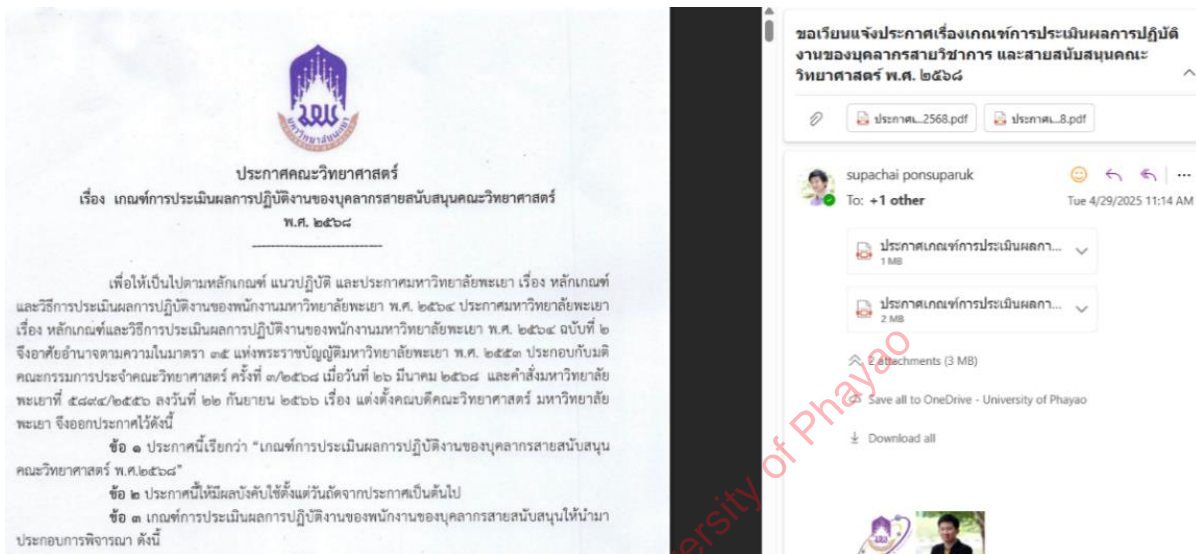 มหาวิทยาลัยพะเยา
ประกาศคณะวิทยาศาสตร์
เรื่อง เกณฑ์การประเมินผลการปฏิบัติงานของบุคลากรสายสนับสนุนคณะวิทยาศาสตร์
พ.ศ. ๒๕๖๘
----------------------------
เพื่อให้เป็นไปตามหลักเกณฑ์ แนวปฏิบัติ และประกาศมหาวิทยาลัยพะเยา เรื่อง หลักเกณฑ์
และวิธีการประเมินผลการปฏิบัติงานของพนักงานมหาวิทยาลัยพะเยา พ.ศ. ๒๕๖๔ ประกาศมหาวิทยาลัยพะเยา
เรื่อง หลักเกณฑ์และวิธีการประเมินผลการปฏิบัติงานของพนักงานมหาวิทยาลัยพะเยา พ.ศ. ๒๕๖๔ ฉบับที่ ๒
จึงอาศัยอำนาจตามความในมาตรา ๓๕ แห่งพระราชบัญญัติมหาวิทยาลัยพะเยา พ.ศ. ๒๕๕๓ ประกอบกับมติ
คณะกรรมการประจำคณะวิทยาศาสตร์ ครั้งที่ ๓/๒๕๖๘ เมื่อวันที่ ๒๖ มีนาคม ๒๕๖๘ และคำสั่งมหาวิทยาลัย
พะเยาที่ ๕๘๙๔/๒๕๕๖ ลงวันที่ ๒๒ กันยายน ๒๕๖๖ เรื่อง แต่งตั้งคณบดีคณะวิทยาศาสตร์ มหาวิทยาลัย
พะเยา จึงออกประกาศไว้ดังนี้
ข้อ ๑ ประกาศนี้เรียกว่า “เกณฑ์การประเมินผลการปฏิบัติงานของบุคลากรสายสนับสนุน
คณะวิทยาศาสตร์ พ.ศ.๒๕๖๘”
ข้อ ๒ ประกาศนี้ให้มีผลบังคับใช้ตั้งแต่วันถัดจากประกาศเป็นต้นไป
ข้อ ๓ เกณฑ์การประเมินผลการปฏิบัติงานของพนักงานของบุคลากรสายสนับสนุนให้นำมา
ประกอบการพิจารณา ดังนี้
ขอเวียนแจ้งประกาศเรื่องเกณฑ์การประเมินผลการปฏิบัติ
งานของบุคลากรสายวิชาการ และสายสนับสนุนคณะ
วิทยาศาสตร์ พ.ศ. ๒๕๖๘
ประกาศเ...2568.pdf ประกาศเ...8.pdf
supachai ponsuparuk
To: +1 other Tue 4/29/2025 11:14 AM
ประกาศเกณฑ์การประเมินผลกา...
1 MB
ประกาศเกณฑ์การประเมินผลกา...
2 MB
2 attachments (3 MB)
Save all to OneDrive - University of Phayao
Download all
ersity of Phayao